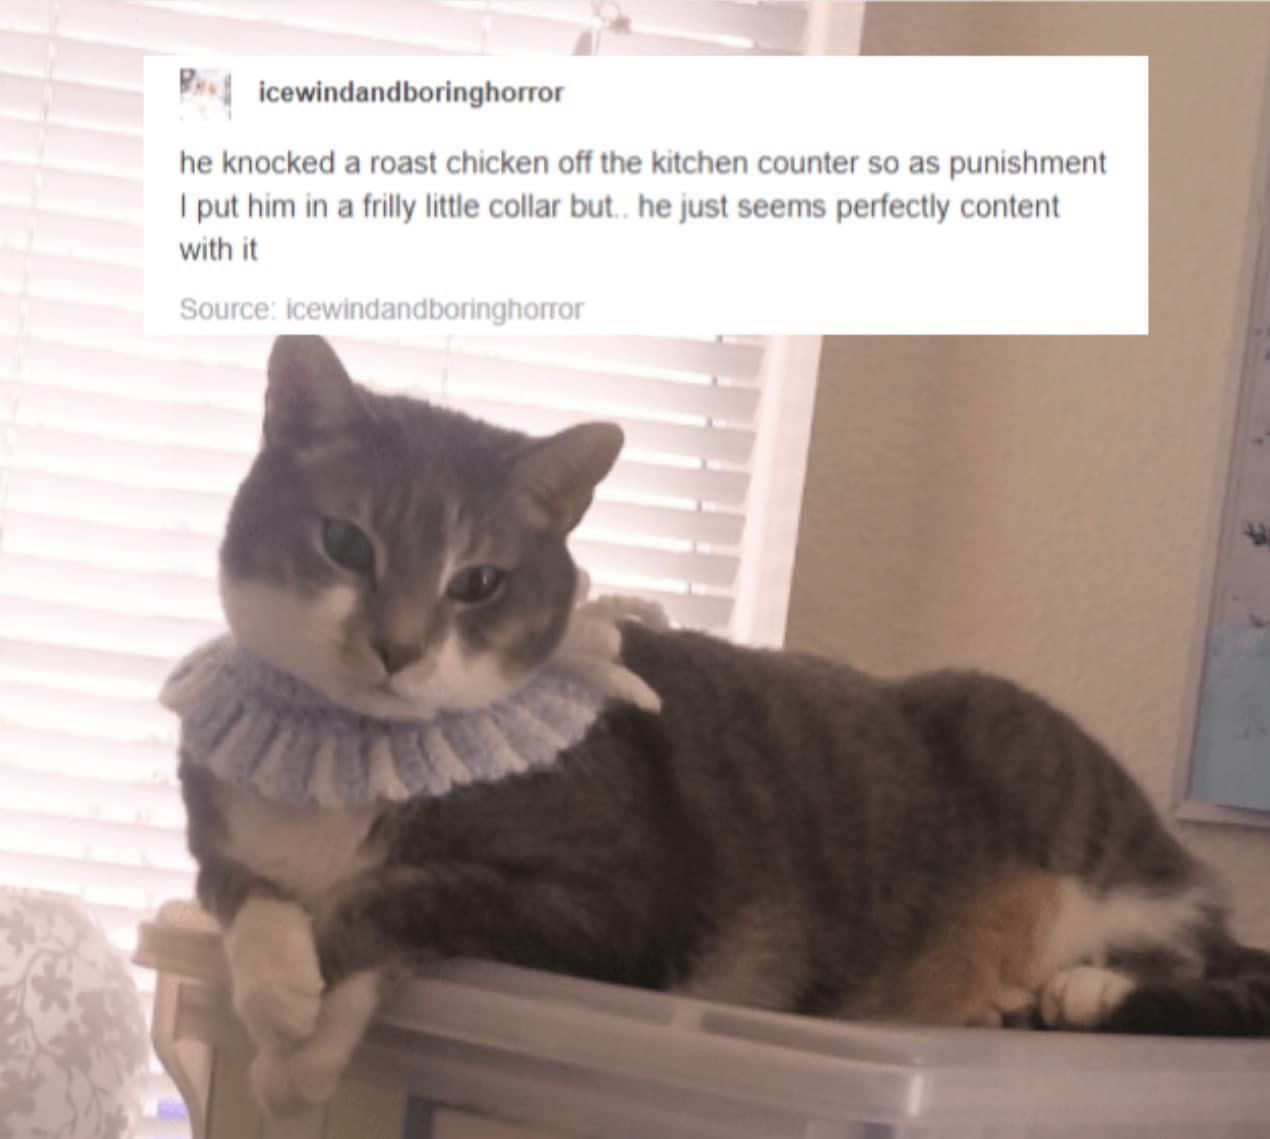 icewindandboringhorror
he knocked a roast chicken off the kitchen counter so as punishment
I put him in a frilly little collar but.. he just seems perfectly content
with it
Source: icewindandboringhorror